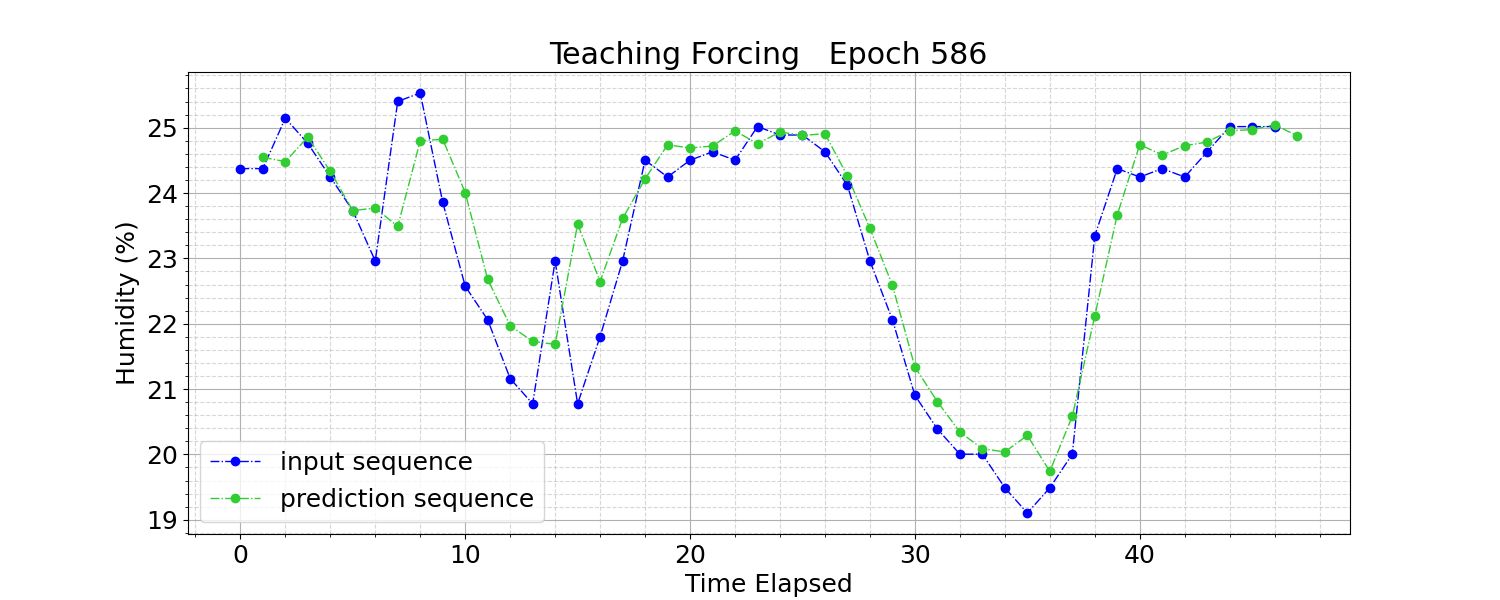 Teaching Forcing   Epoch 586
Humidity (%)
25
24
23
22
21
20
19
input sequence
prediction sequence
0 10 20 30 40
Time Elapsed